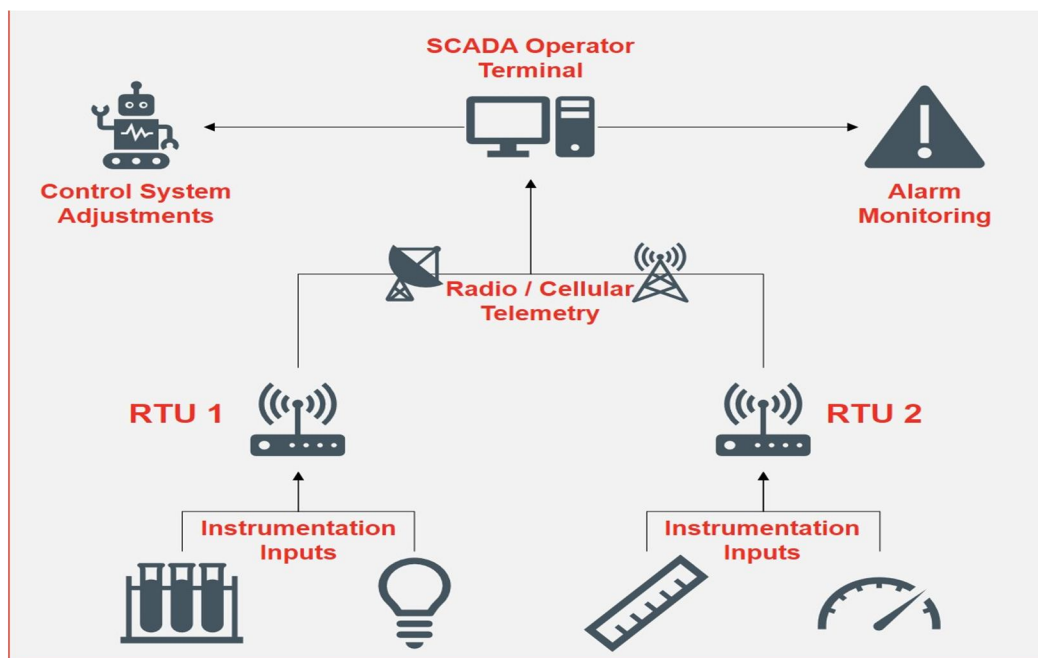 SCADA Operator
Terminal
Control System
Adjustments
Alarm
Monitoring
Radio / Cellular
Telemetry
RTU 1
RTU 2
Instrumentation
Inputs
Instrumentation
Inputs